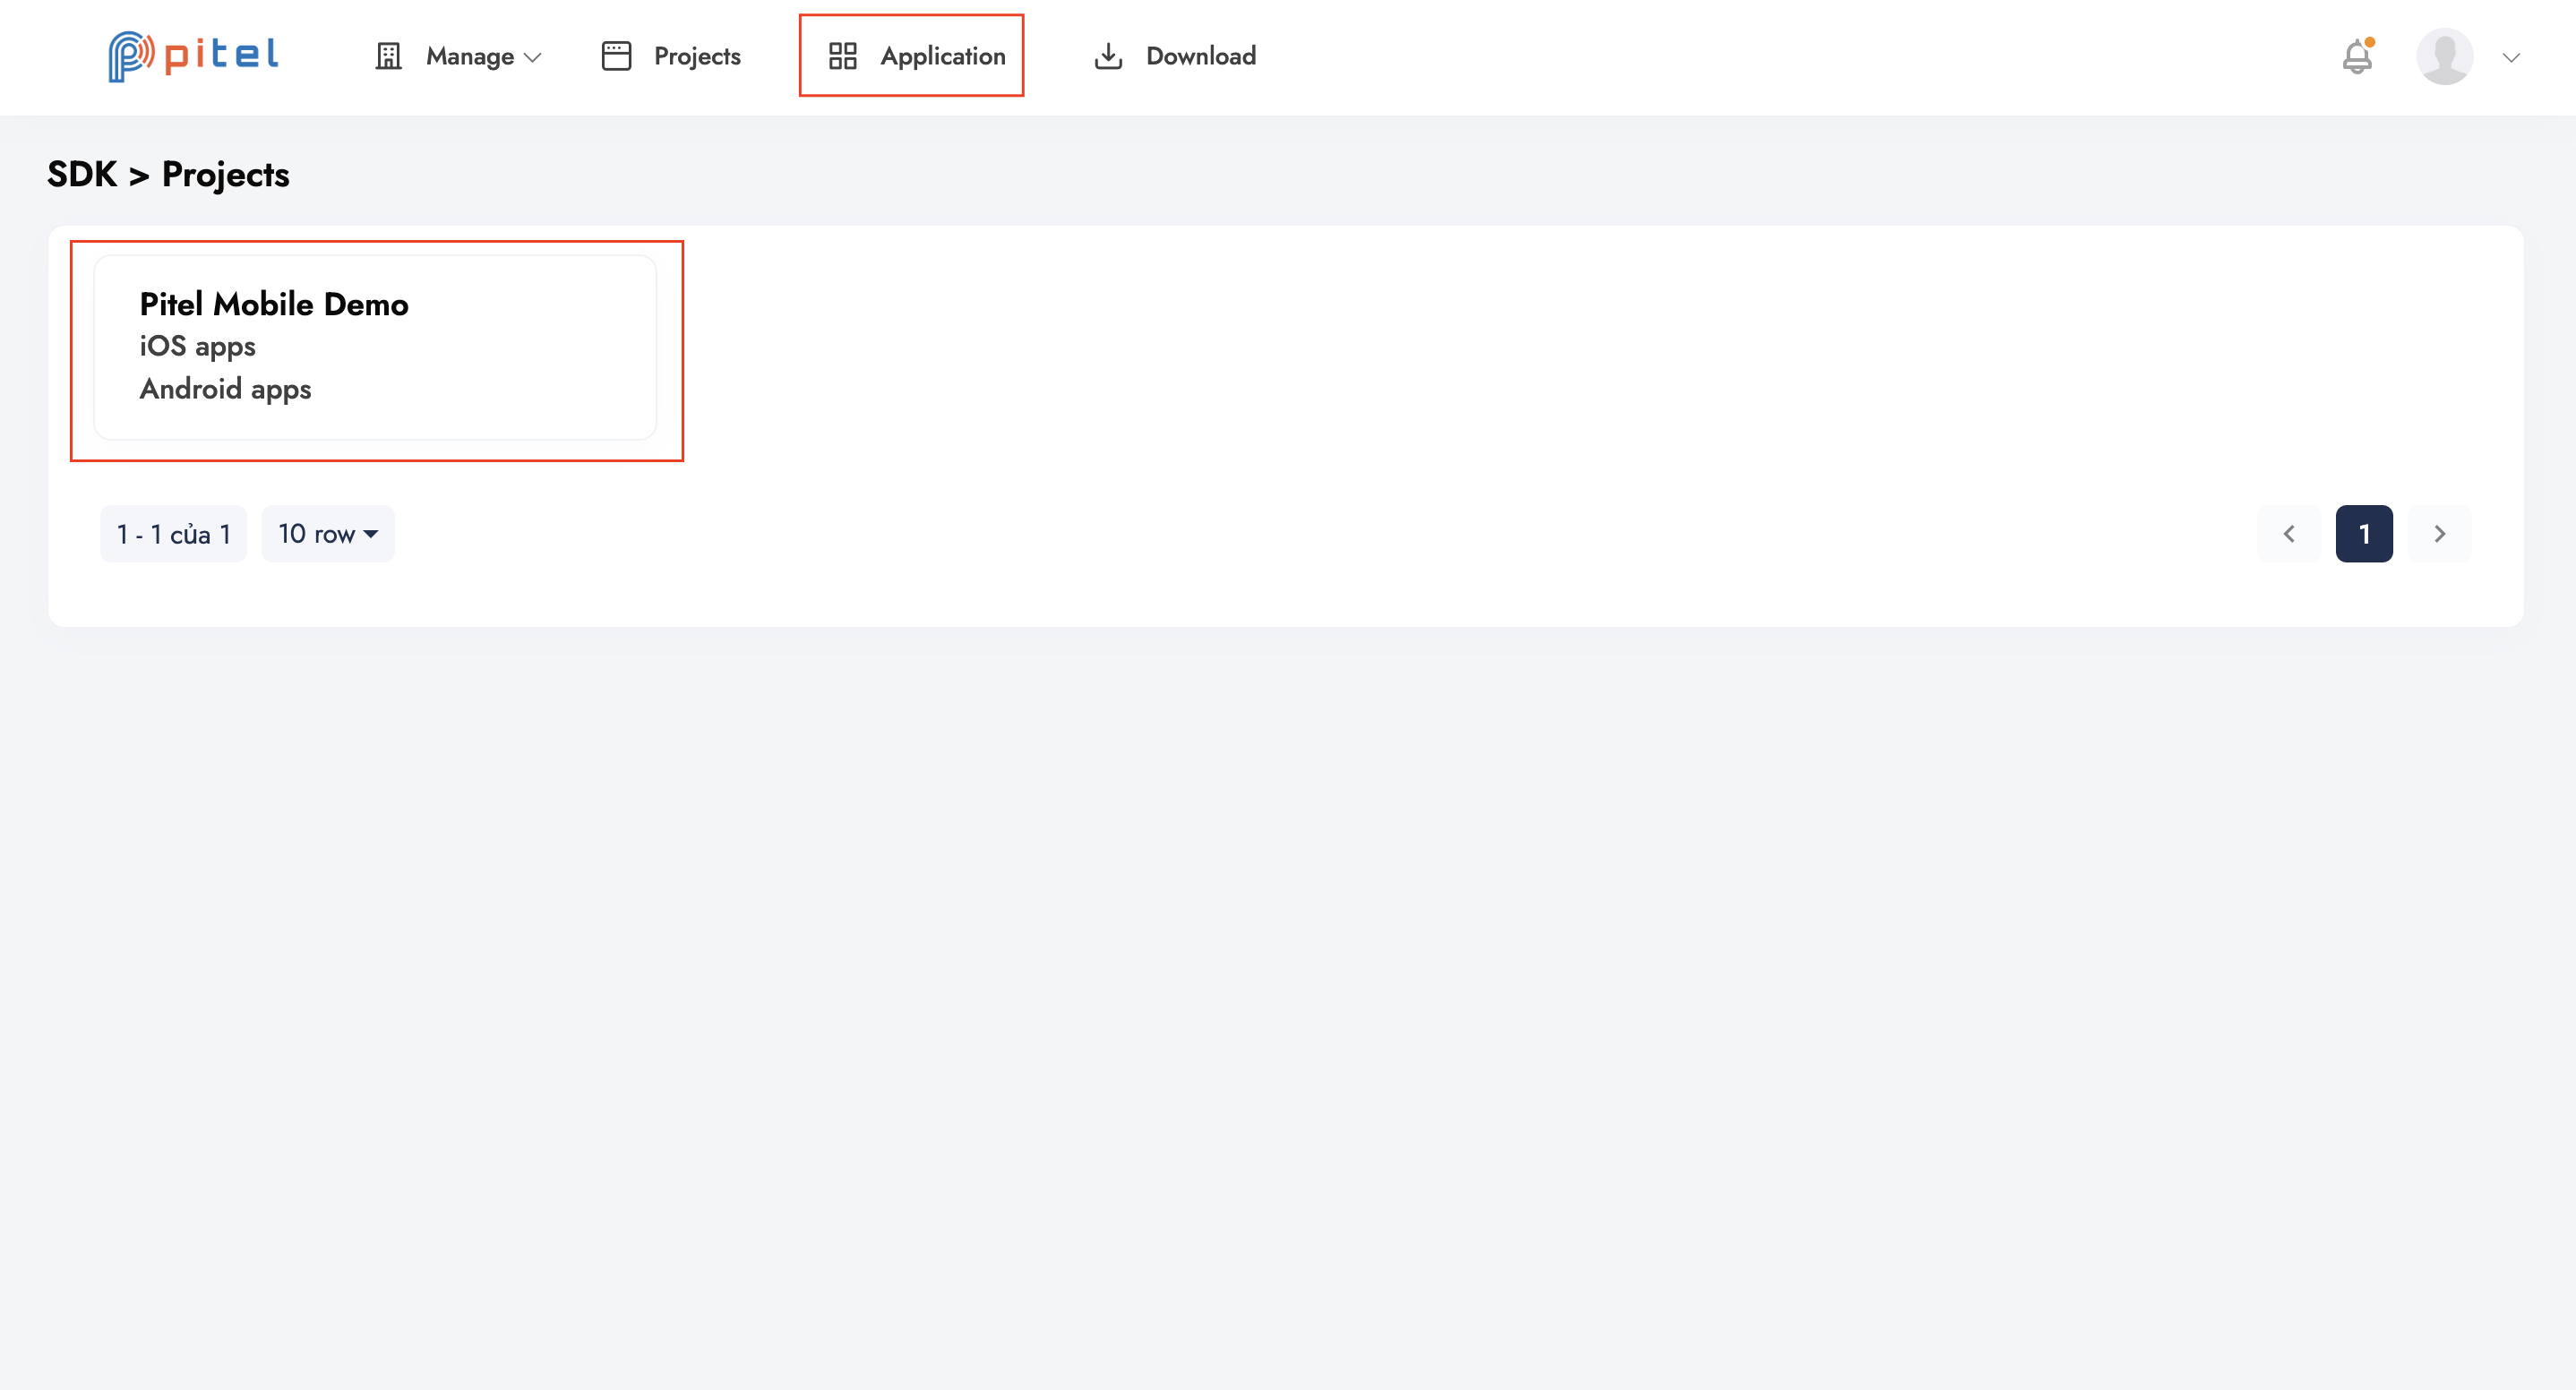 pitel
Manage
Projects
Application
Download
SDK > Projects
Pitel Mobile Demo
iOS apps
Android apps
1 - 1 của 1
10 row
1